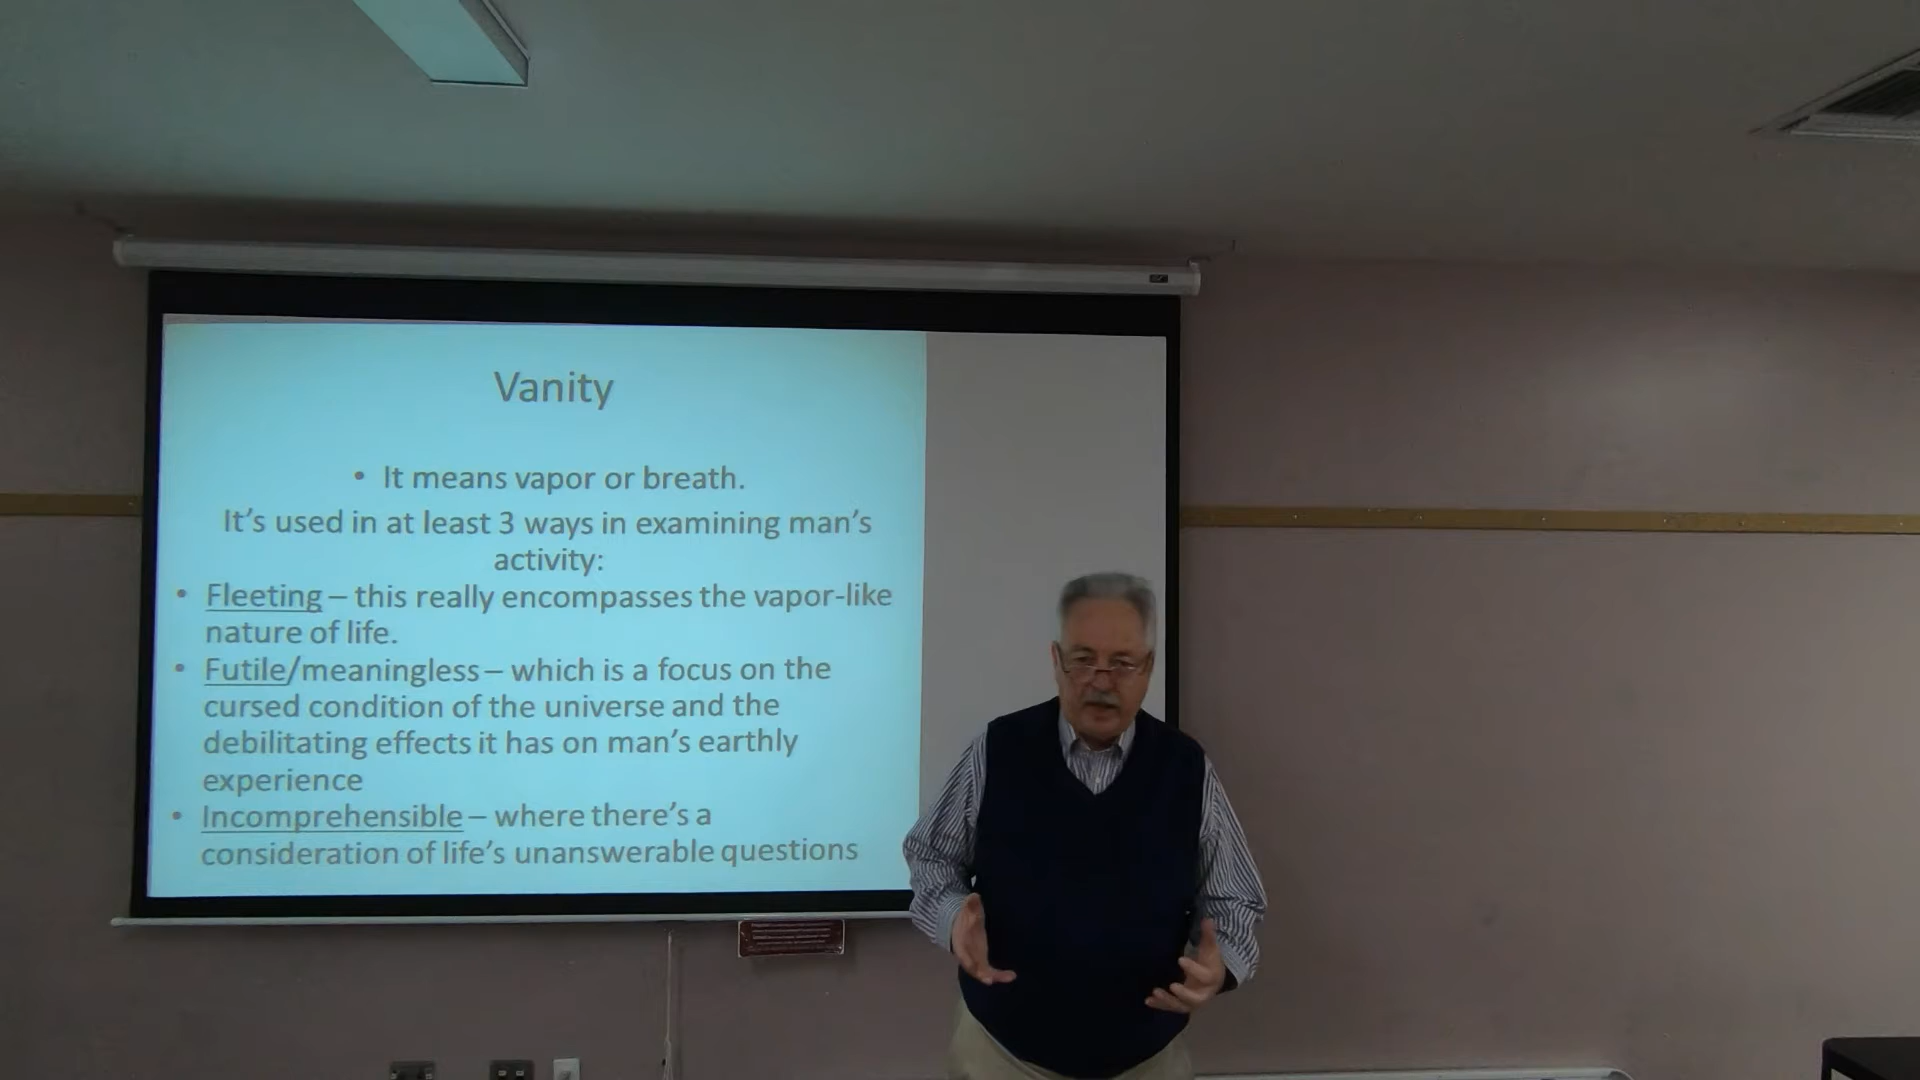 Vanity
• It means vapor or breath.
It's used in at least 3 ways in examining man's
activity:
• Fleeting – this really encompasses the vapor-like
nature of life.
• Futile/meaningless – which is a focus on the
cursed condition of the universe and the
debilitating effects it has on man's earthly
experience
• Incomprehensible – where there's a
consideration of life's unanswerable questions